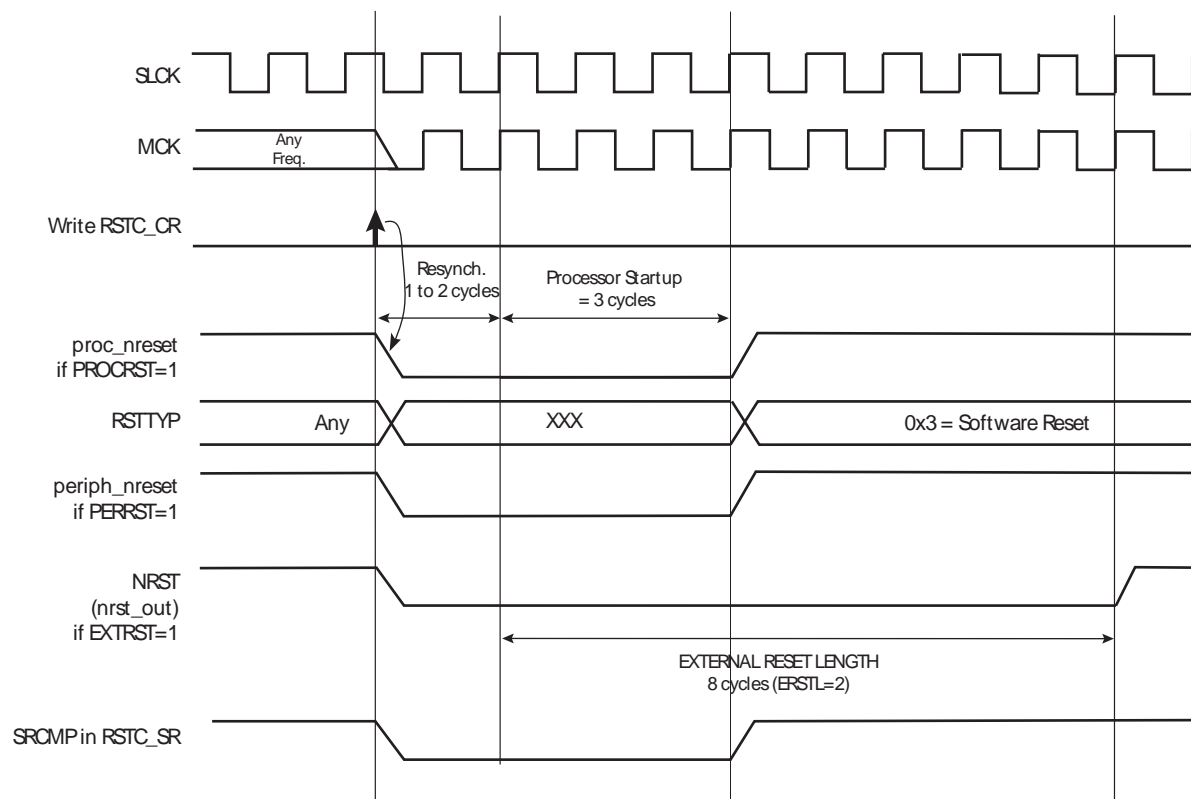 SLCK
MCK
Any
Freq.
Write RSTC_CR
Resynch.
1 to 2 cycles
Processor Startup
= 3 cycles
proc_nreset
if PROCRST=1
RSTTYP
Any
XXX
0x3 = Software Reset
periph_nreset
if PERRST=1
NRST
(nrst_out)
if EXTRST=1
EXTERNAL RESET LENGTH
8 cycles (ERSTL=2)
SRCMP in RSTC_SR